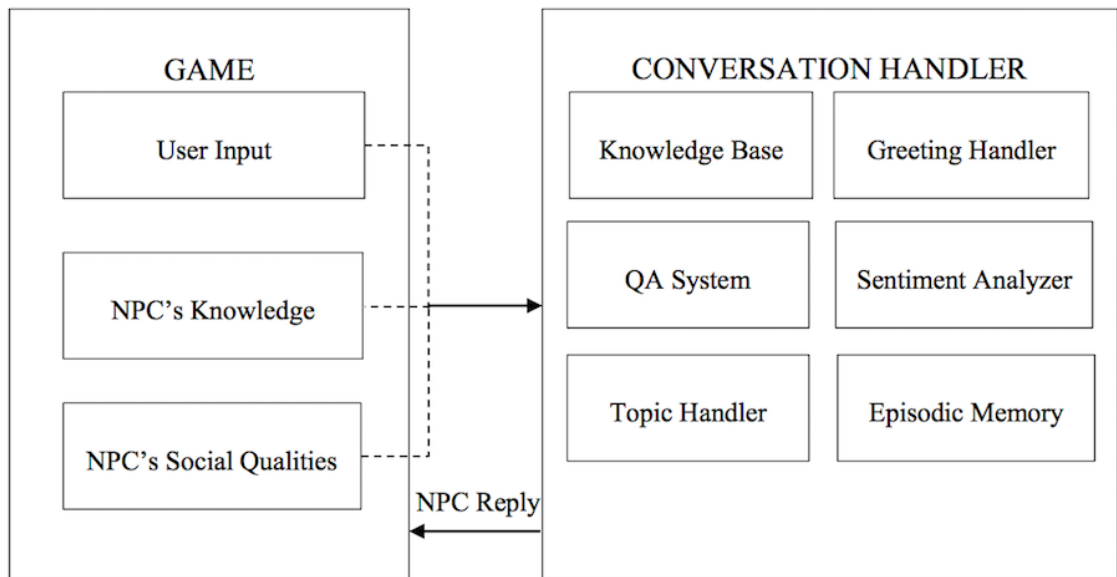 GAME
User Input
NPC's Knowledge
NPC's Social Qualities
NPC Reply
CONVERSATION HANDLER
Knowledge Base
Greeting Handler
QA System
Sentiment Analyzer
Topic Handler
Episodic Memory